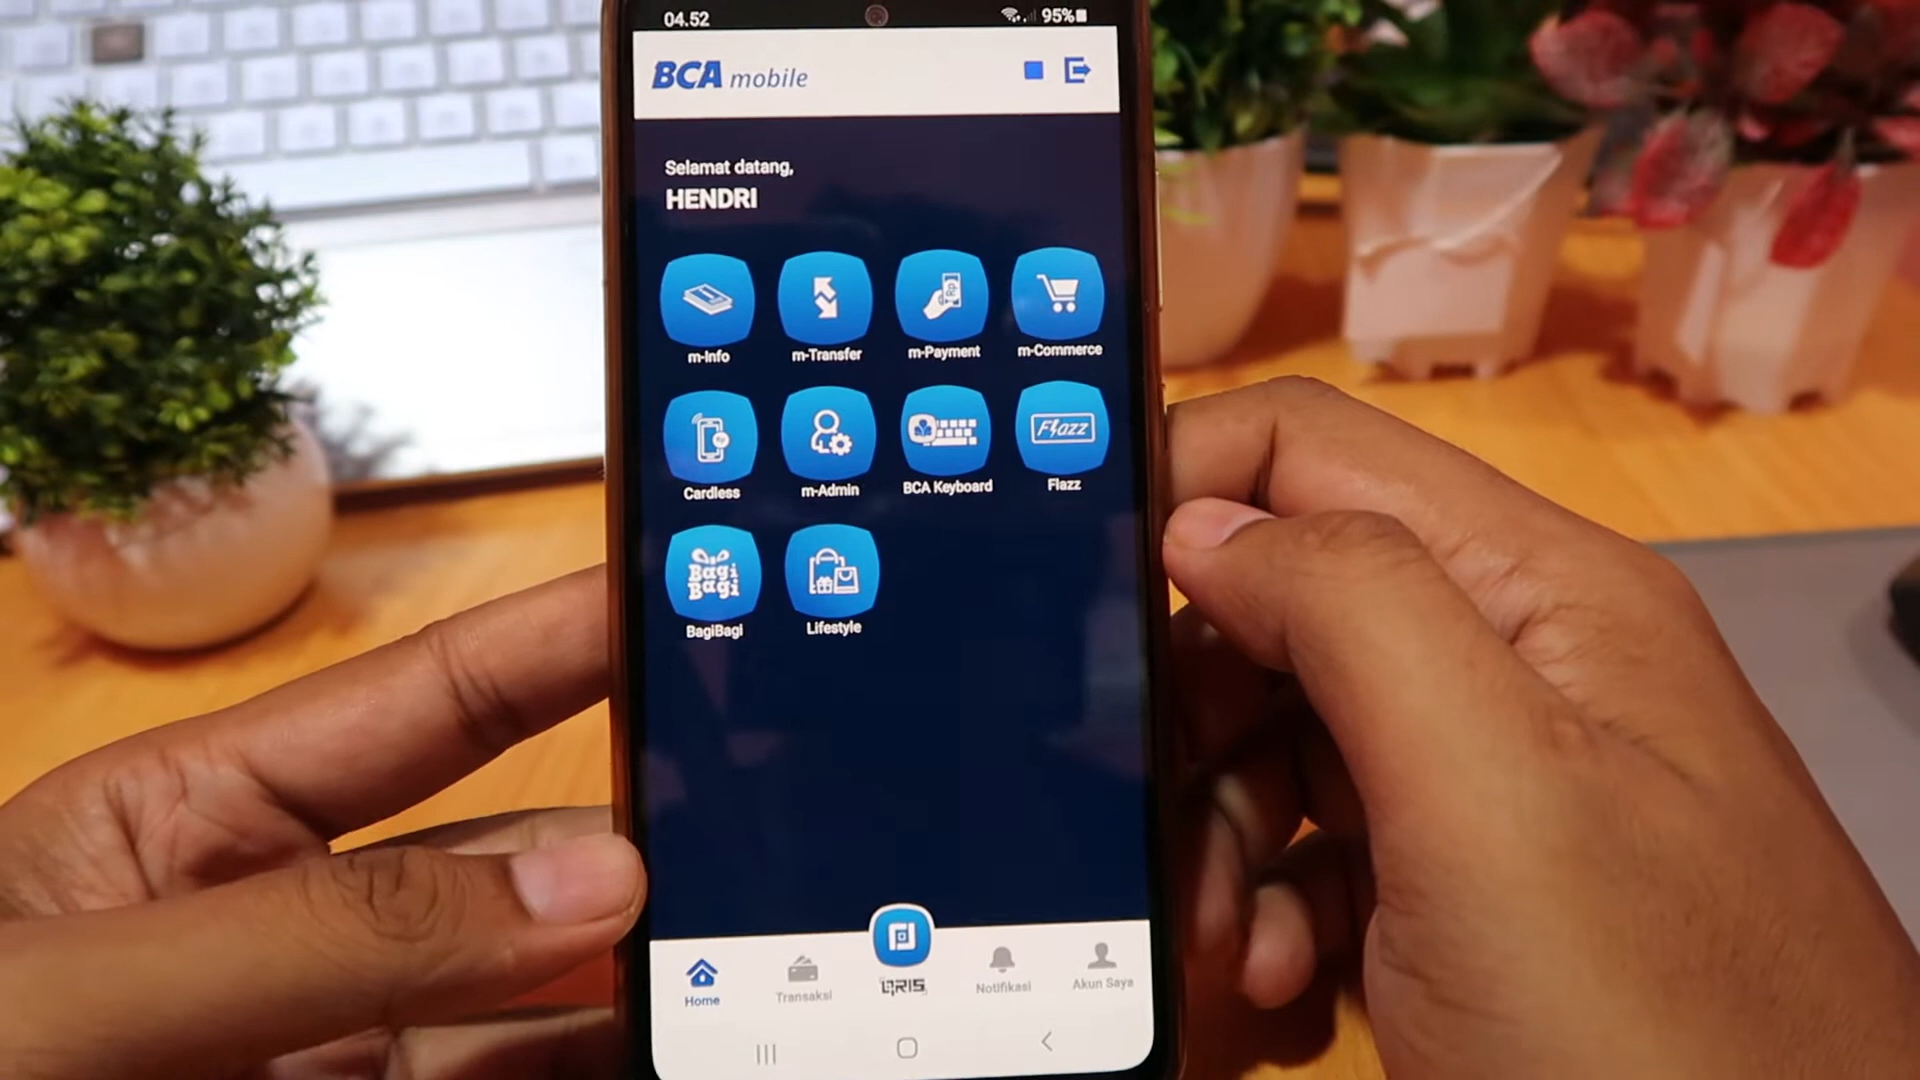 04.52
95%
BCA mobile
Selamat datang,
HENDRI
m-Info
m-Transfer
m-Payment
m-Commerce
Rp
Cardless
m-Admin
BCA Keyboard
Flazz
Flazz
Bagi
Bagi
BagiBagi
Lifestyle
Home
Transaksi
QRIS
Notifikasi
Akun Saya